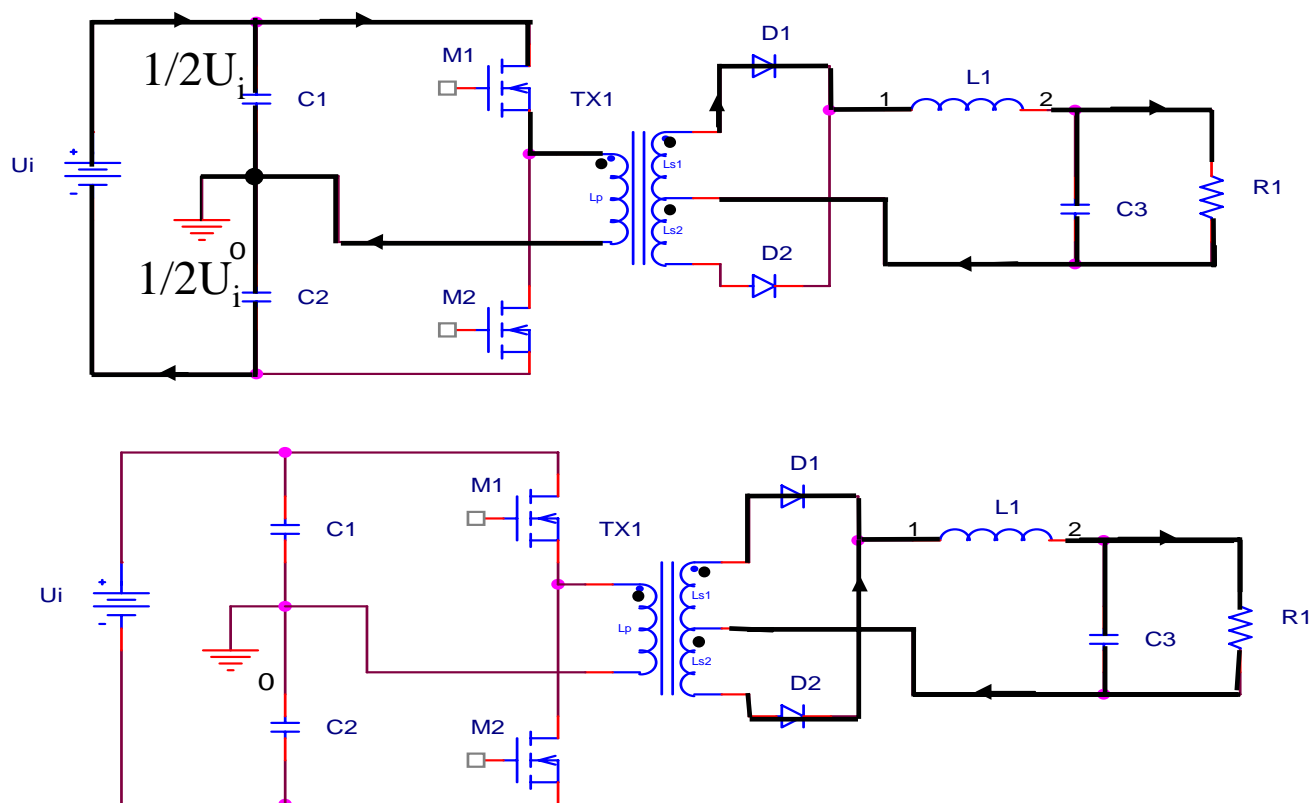 D1
M1
1/2Ui
L1
C1
TX1
1
2
Ls1
Ui
+
-
Lp
R1
C3
Ls2
0
D2
1/2Ui
C2
M2
D1
M1
L1
C1
TX1
1
2
Ls1
Ui
+
-
Lp
R1
C3
Ls2
0
D2
C2
M2